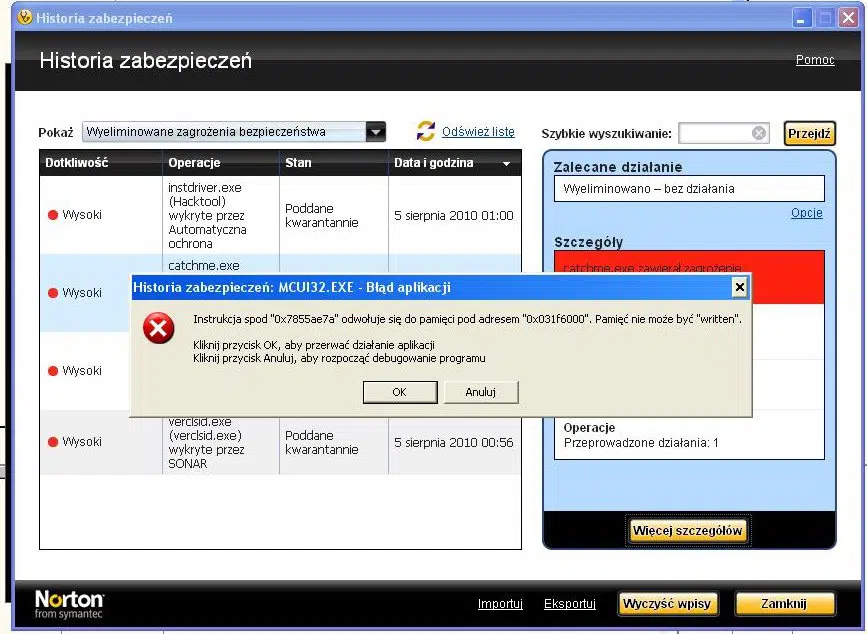 Historia zabezpieczeń
Historia zabezpieczeń
Pomoc
Pokaż
Wyeliminowane zagrożenia bezpieczeństwa
Odśwież listę
Szybkie wyszukiwanie:
Przejdź
Dotkliwość
Operacje
Stan
Data i godzina
Wysoki
instdriver.exe
(Hacktool)
wykryte przez
Automatyczna
ochrona
Poddane
kwarantannie
5 sierpnia 2010 01:00
Wysoki
catchme.exe
Wysoki
Wysoki
verclsid.exe
(verclsid.exe)
wykryte przez
SONAR
Poddane
kwarantannie
5 sierpnia 2010 00:56
Zalecane działanie
Wyeliminowano – bez działania
Opcje
Szczegóły
catchme.exe zawierał zagrożenie
Operacje
Przeprowadzone działania: 1
Więcej szczegółów
Historia zabezpieczeń: MCUI32.EXE - Błąd aplikacji
Instrukcja spod "0x7855ae7a" odwołuje się do pamięci pod adresem "0x031f6000". Pamięć nie może być "written".
Kliknij przycisk OK, aby przerwać działanie aplikacji
Kliknij przycisk Anuluj, aby rozpocząć debugowanie programu
OK
Anuluj
Norton
from symantec
Importuj
Eksportuj
Wyczyść wpisy
Zamknij